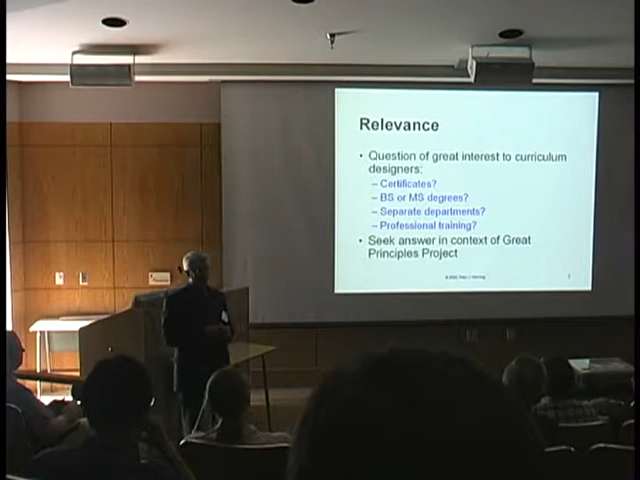 Relevance
• Question of great interest to curriculum
designers:
– Certificates?
– BS or MS degrees?
– Separate departments?
– Professional training?
• Seek answer in context of Great
Principles Project